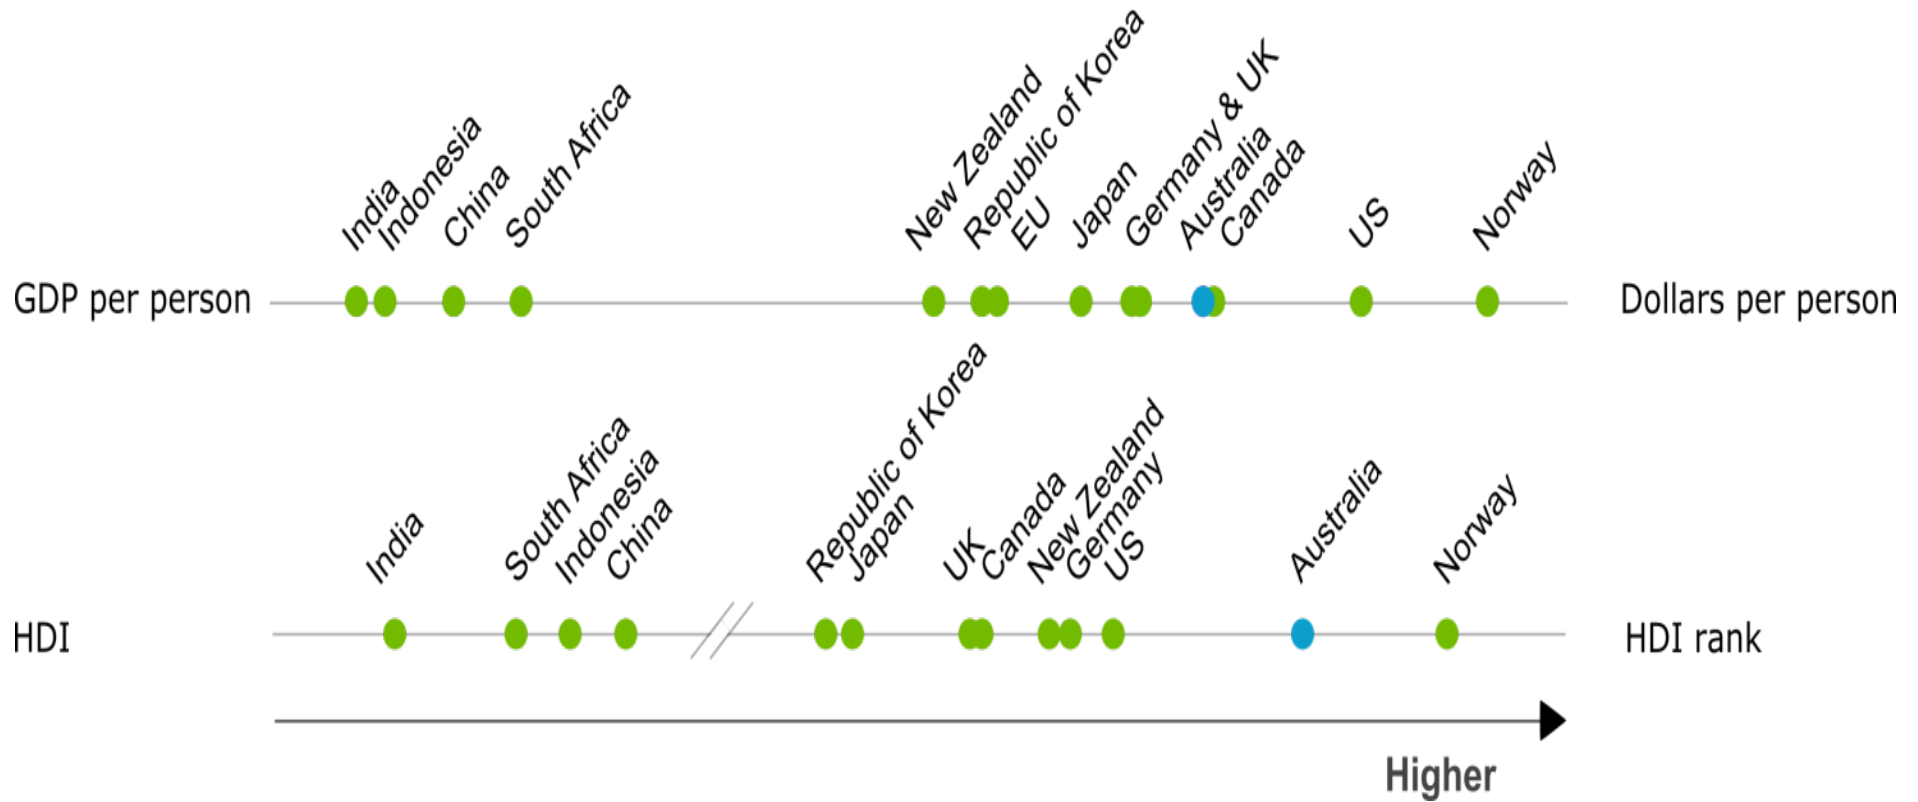 India
Indonesia
China
South Africa
New Zealand
Republic of Korea
EU
Japan
Germany & UK
Australia
Canada
US
Norway
GDP per person
Dollars per person
India
South Africa
Indonesia
China
Republic of Korea
Japan
UK
Canada
New Zealand
Germany
US
Australia
Norway
HDI
HDI rank
Higher